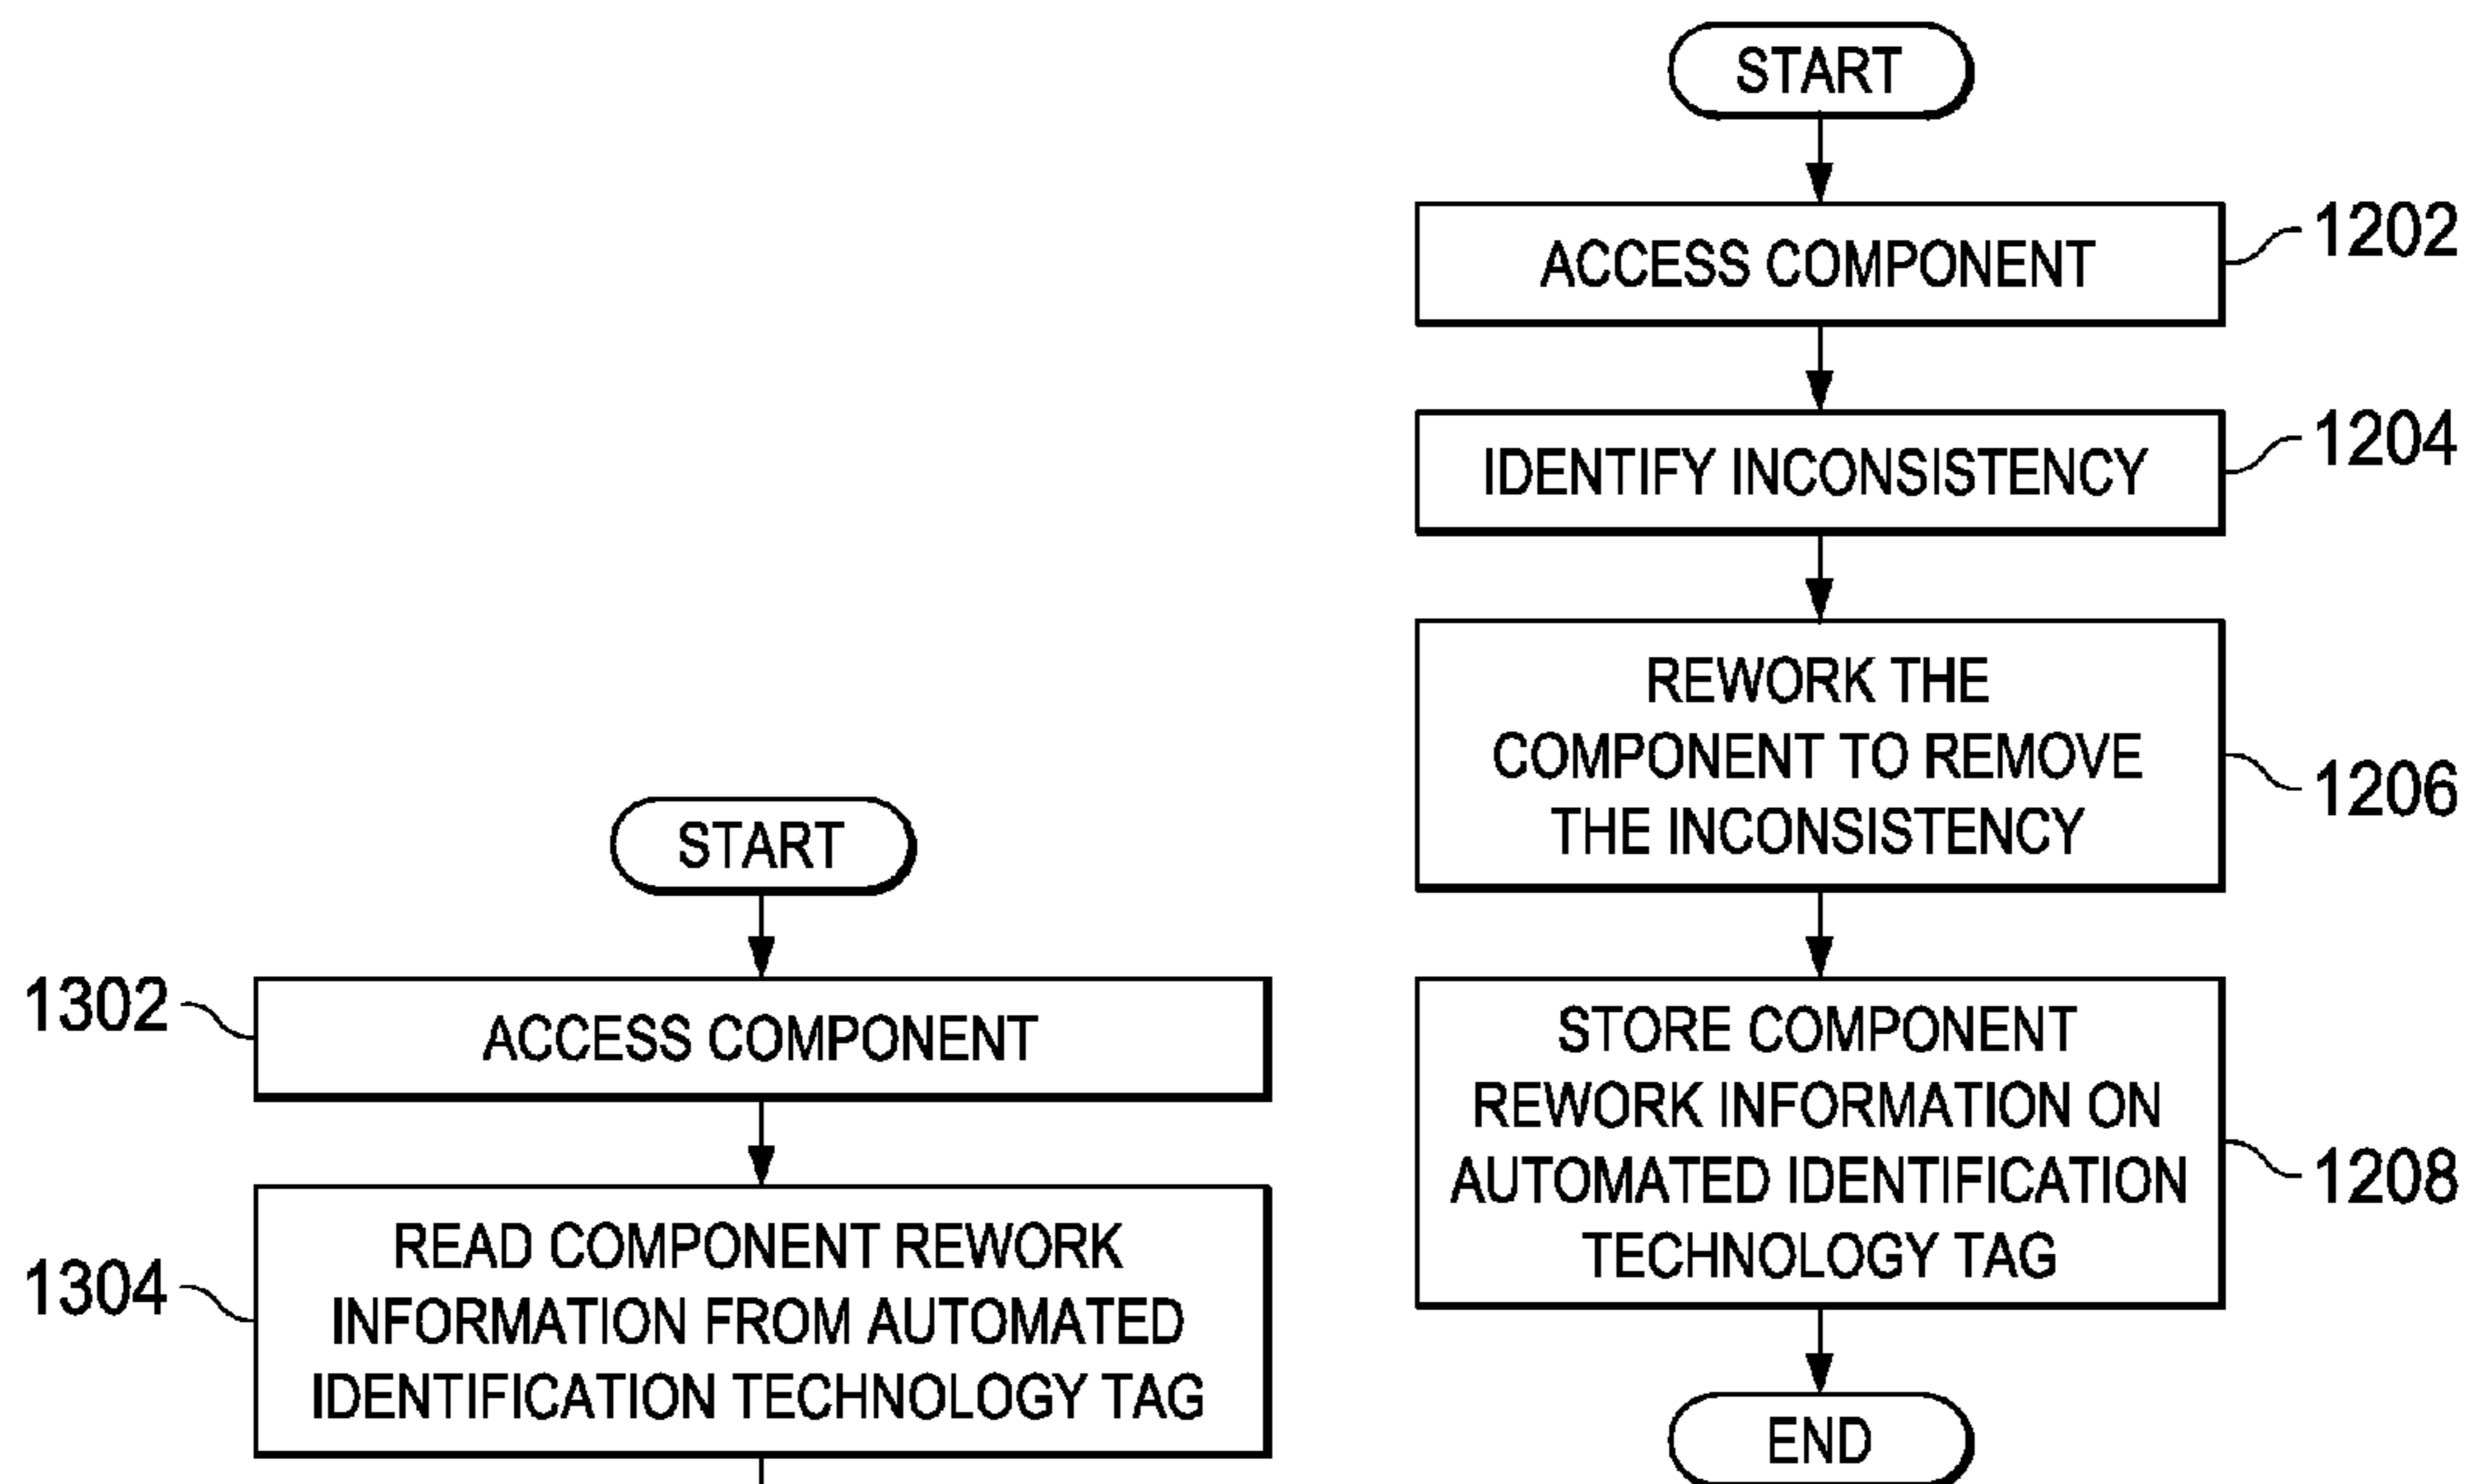 START
ACCESS COMPONENT
1202
IDENTIFY INCONSISTENCY
1204
REWORK THE
COMPONENT TO REMOVE
THE INCONSISTENCY
1206
STORE COMPONENT
REWORK INFORMATION ON
AUTOMATED IDENTIFICATION
TECHNOLOGY TAG
1208
END
START
1302
ACCESS COMPONENT
1304
READ COMPONENT REWORK
INFORMATION FROM AUTOMATED
IDENTIFICATION TECHNOLOGY TAG